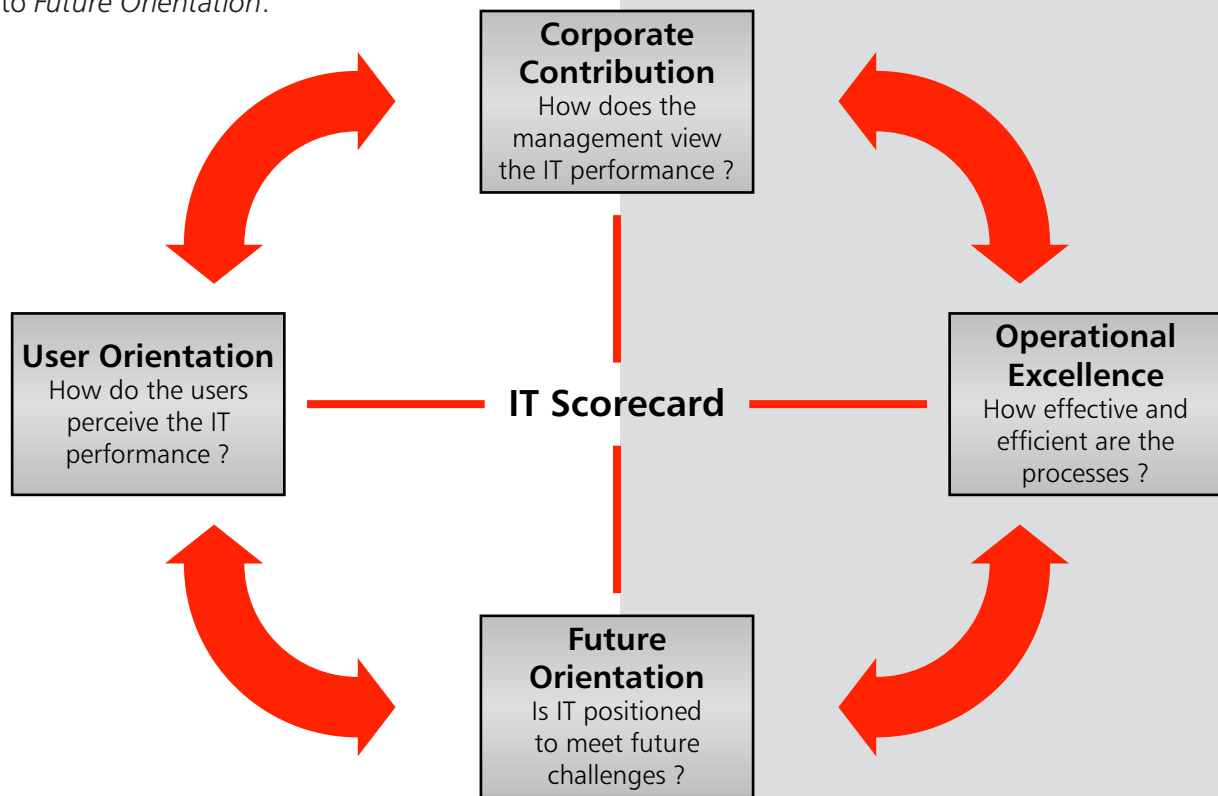 to Future Orientation.
Corporate
Contribution
How does the
management view
the IT performance ?
User Orientation
How do the users
perceive the IT
performance ?
IT Scorecard
Operational
Excellence
How effective and
efficient are the
processes ?
Future
Orientation
Is IT positioned
to meet future
challenges ?